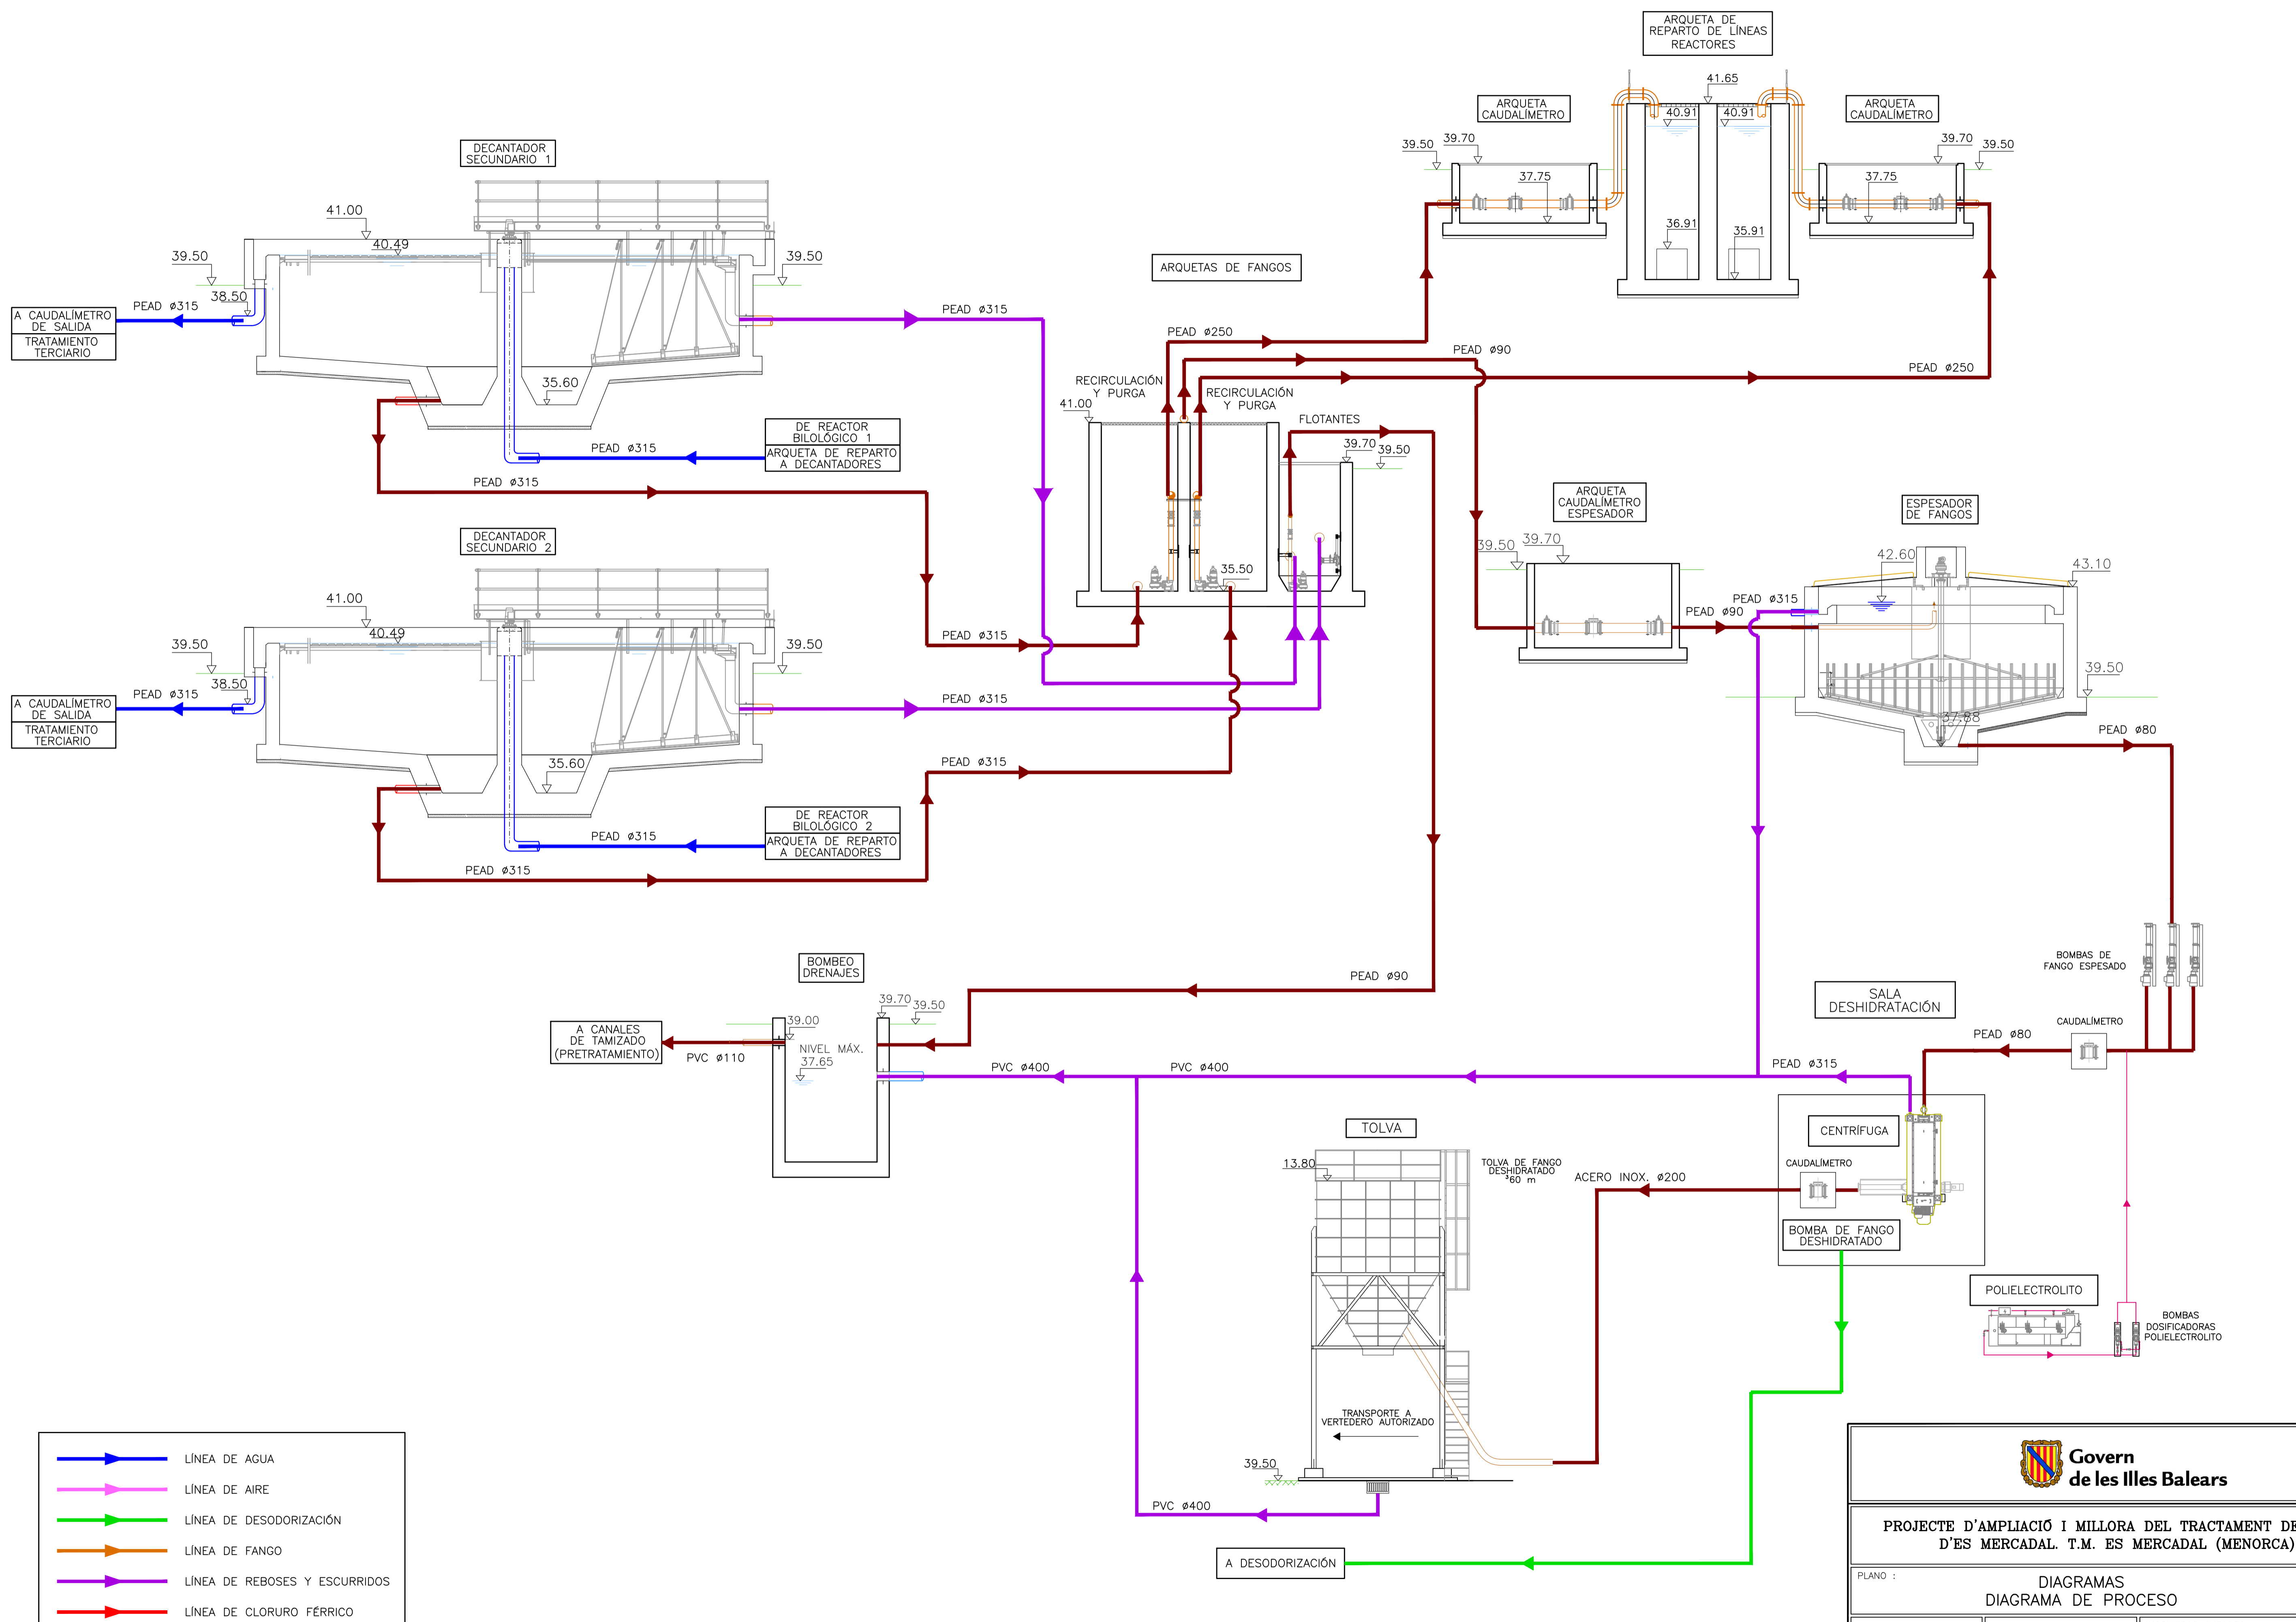 ARQUETA DE
REPARTO DE LÍNEAS
REACTORES
41.65
ARQUETA
CAUDALÍMETRO
ARQUETA
CAUDALÍMETRO
40.91
40.91
39.50
39.70
39.70
39.50
37.75
37.75
36.91
35.91
DECANTADOR
SECUNDARIO 1
41.00
40.49
39.50
39.50
38.50
PEAD ø315
A CAUDALÍMETRO
DE SALIDA
TRATAMIENTO
TERCIARIO
35.60
PEAD ø315
DE REACTOR
BILOLÓGICO 1
ARQUETA DE REPARTO
A DECANTADORES
PEAD ø315
PEAD ø315
ARQUETAS DE FANGOS
PEAD ø250
PEAD ø90
PEAD ø250
RECIRCULACIÓN
Y PURGA
RECIRCULACIÓN
Y PURGA
41.00
FLOTANTES
39.70
39.50
35.50
PEAD ø315
PEAD ø315
PEAD ø315
DECANTADOR
SECUNDARIO 2
41.00
40.49
39.50
39.50
38.50
PEAD ø315
A CAUDALÍMETRO
DE SALIDA
TRATAMIENTO
TERCIARIO
35.60
PEAD ø315
DE REACTOR
BILOLÓGICO 2
ARQUETA DE REPARTO
A DECANTADORES
PEAD ø315
ARQUETA
CAUDALÍMETRO
ESPESADOR
39.50
39.70
ESPESADOR
DE FANGOS
42.60
43.10
PEAD ø315
PEAD ø90
39.50
37.88
PEAD ø80
BOMBEO
DRENAJES
39.70
39.50
39.00
NIVEL MÁX.
37.65
A CANALES
DE TAMIZADO
(PRETRATAMIENTO)
PVC ø110
PEAD ø90
PVC ø400
PVC ø400
PEAD ø315
BOMBAS DE
FANGO ESPESADO
SALA
DESHIDRATACIÓN
CAUDALÍMETRO
PEAD ø80
CENTRÍFUGA
CAUDALÍMETRO
BOMBA DE FANGO
DESHIDRATADO
TOLVA
13.80
TOLVA DE FANGO
DESHIDRATADO
³60 m
ACERO INOX. ø200
TRANSPORTE A
VERTEDERO AUTORIZADO
39.50
PVC ø400
A DESODORIZACIÓN
POLIELECTROLITO
BOMBAS
DOSIFICADORAS
POLIELECTROLITO
LÍNEA DE AGUA
LÍNEA DE AIRE
LÍNEA DE DESODORIZACIÓN
LÍNEA DE FANGO
LÍNEA DE REBOSES Y ESCURRIDOS
LÍNEA DE CLORURO FÉRRICO
Govern
de les Illes Balears
PROJECTE D'AMPLIACIÓ I MILLORA DEL TRACTAMENT DE
D'ES MERCADAL. T.M. ES MERCADAL (MENORCA)
PLANO :
DIAGRAMAS
DIAGRAMA DE PROCESO